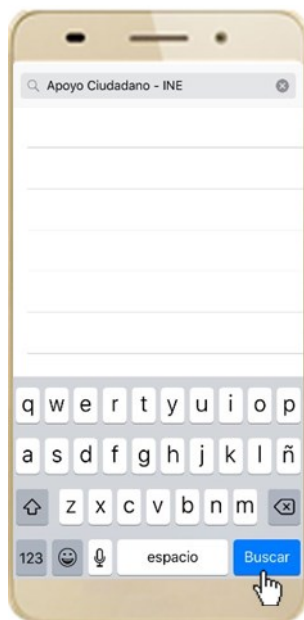 Apoyo Ciudadano - INE
q w e r t y u i o p
a s d f g h j k l ñ
z x c v b n m
123 espacio Buscar